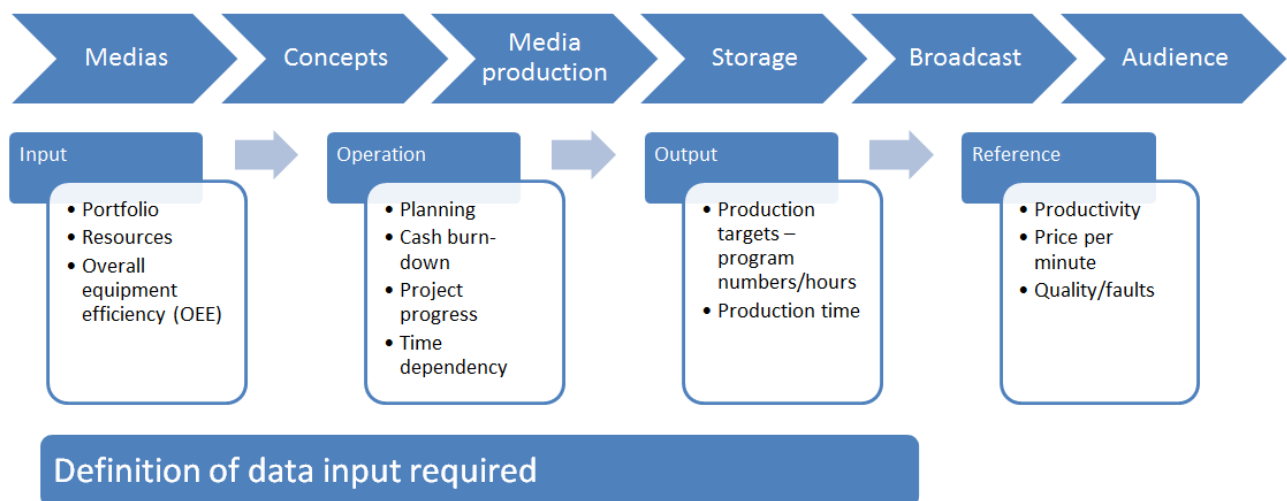 Medias
Concepts
Media
production
Storage
Broadcast
Audience
Input
• Portfolio
• Resources
• Overall
equipment
efficiency (OEE)
Operation
• Planning
• Cash burn-
down
• Project
progress
• Time
dependency
Output
• Production
targets –
program
numbers/hours
• Production time
Reference
• Productivity
• Price per
minute
• Quality/faults
Definition of data input required